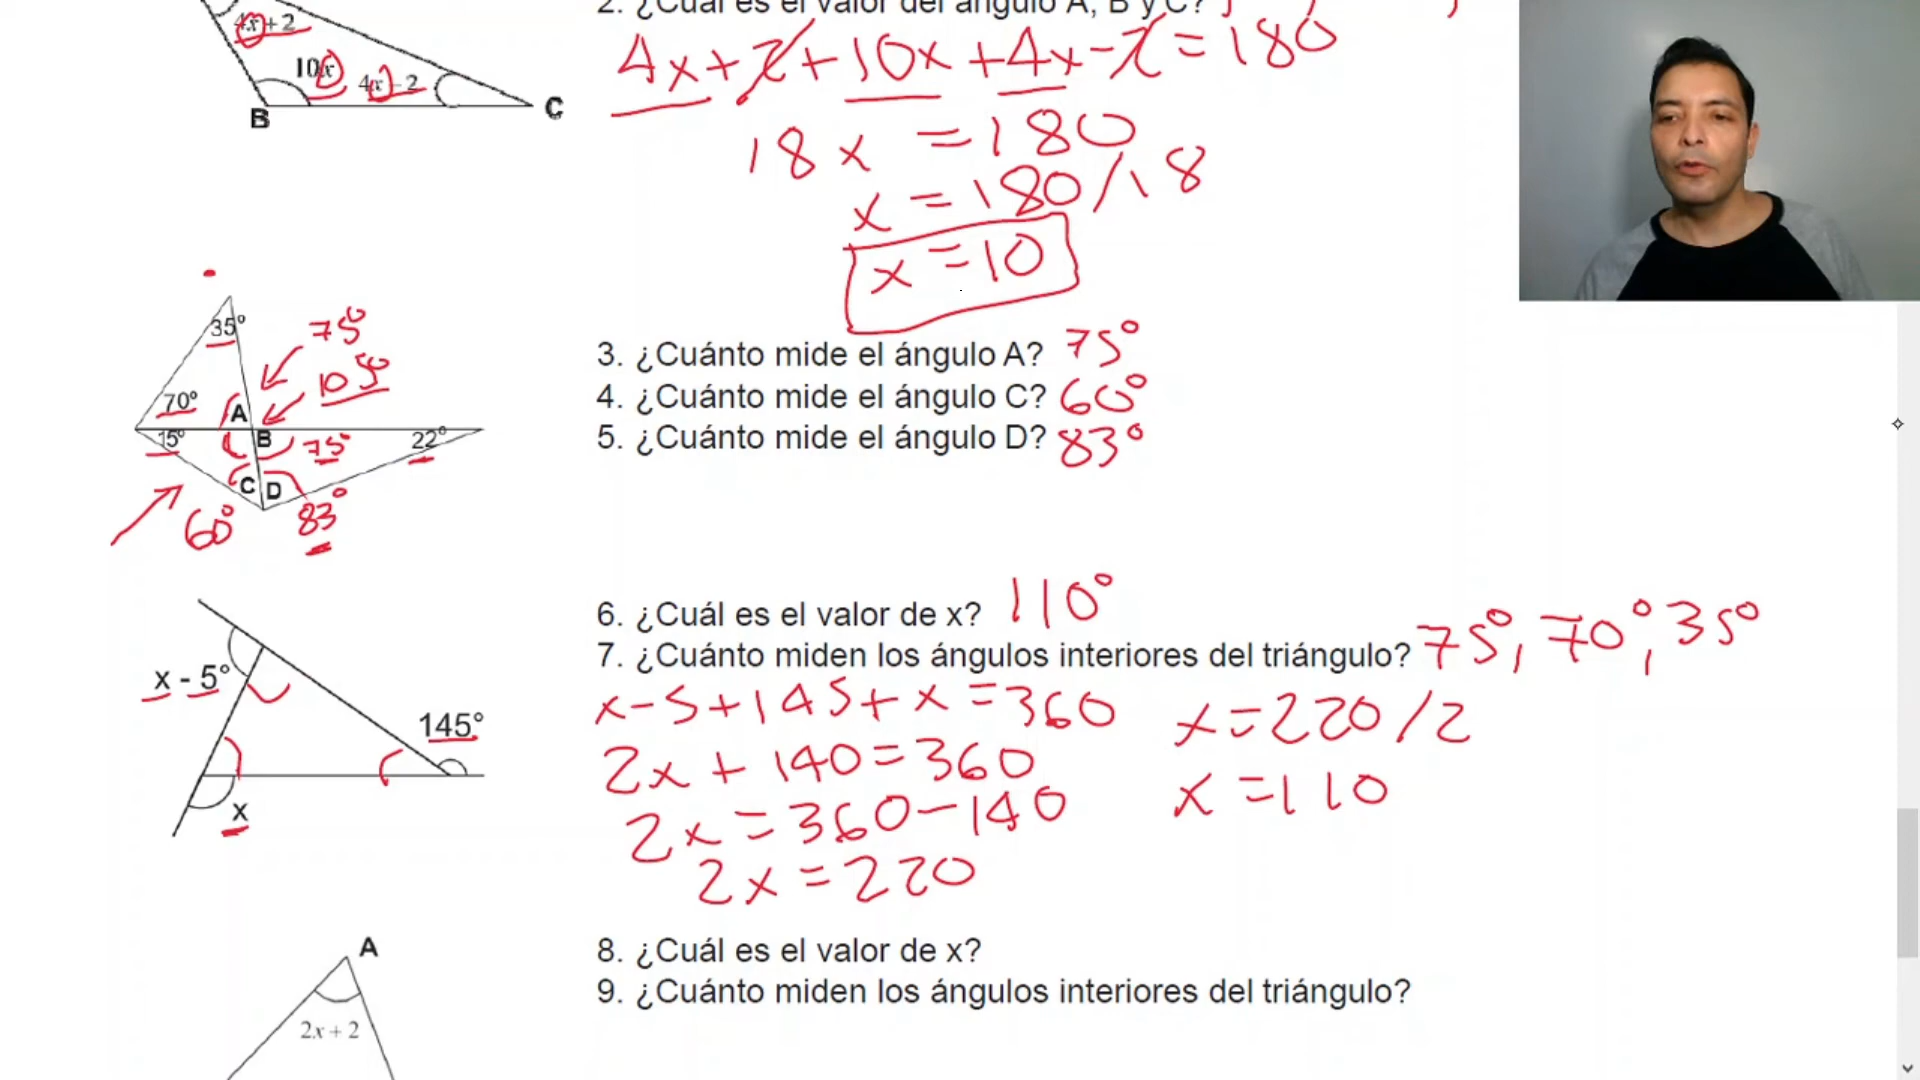 2. ¿Cuál es el valor del ángulo A, B y C?
4x + 2
10x
4x - 2
B
C
4x + 2 + 10x + 4x - 2 = 180
18x = 180
x = 180/18
x = 10
35°
75°
105°
70°
A
15°
B
75°
22°
C
D
60°
83°
3. ¿Cuánto mide el ángulo A? 75°
4. ¿Cuánto mide el ángulo C? 60°
5. ¿Cuánto mide el ángulo D? 83°
x - 5°
145°
x
6. ¿Cuál es el valor de x? 110°
7. ¿Cuánto miden los ángulos interiores del triángulo? 75°, 70°, 35°
x - 5 + 145 + x = 360
2x + 140 = 360
2x = 360 - 140
2x = 220
x = 220/2
x = 110
A
2x + 2
8. ¿Cuál es el valor de x?
9. ¿Cuánto miden los ángulos interiores del triángulo?